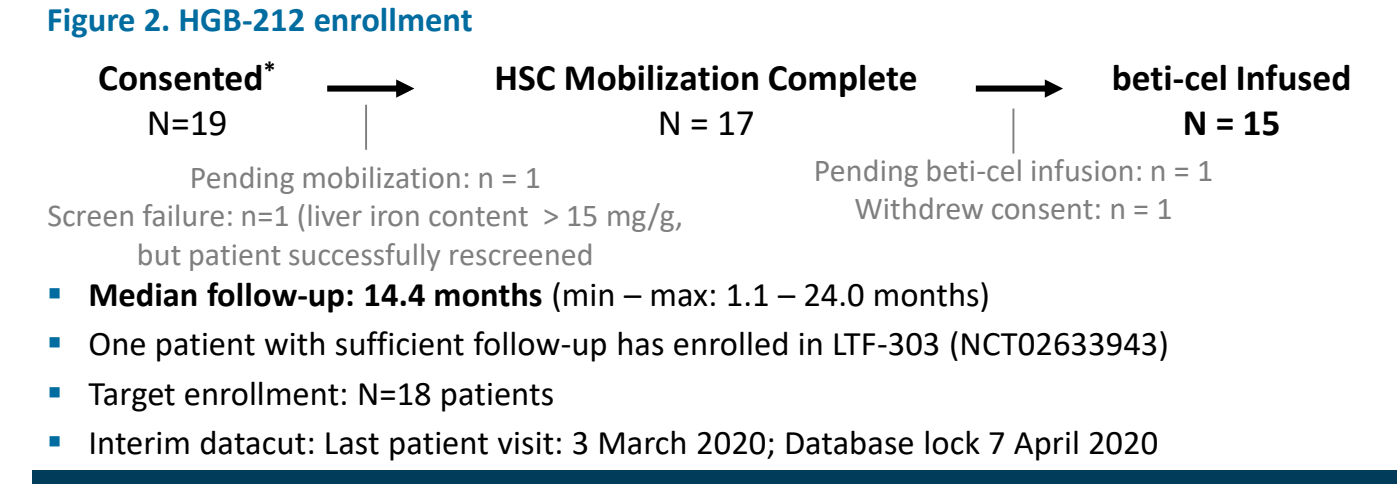 Figure 2. HGB-212 enrollment
Consented* HSC Mobilization Complete beti-cel Infused
N=19 N = 17 N = 15
Pending mobilization: n = 1
Screen failure: n=1 (liver iron content > 15 mg/g,
but patient successfully rescreened
Pending beti-cel infusion: n = 1
Withdrew consent: n = 1
▪ Median follow-up: 14.4 months (min – max: 1.1 – 24.0 months)
▪ One patient with sufficient follow-up has enrolled in LTF-303 (NCT02633943)
▪ Target enrollment: N=18 patients
▪ Interim datacut: Last patient visit: 3 March 2020; Database lock 7 April 2020